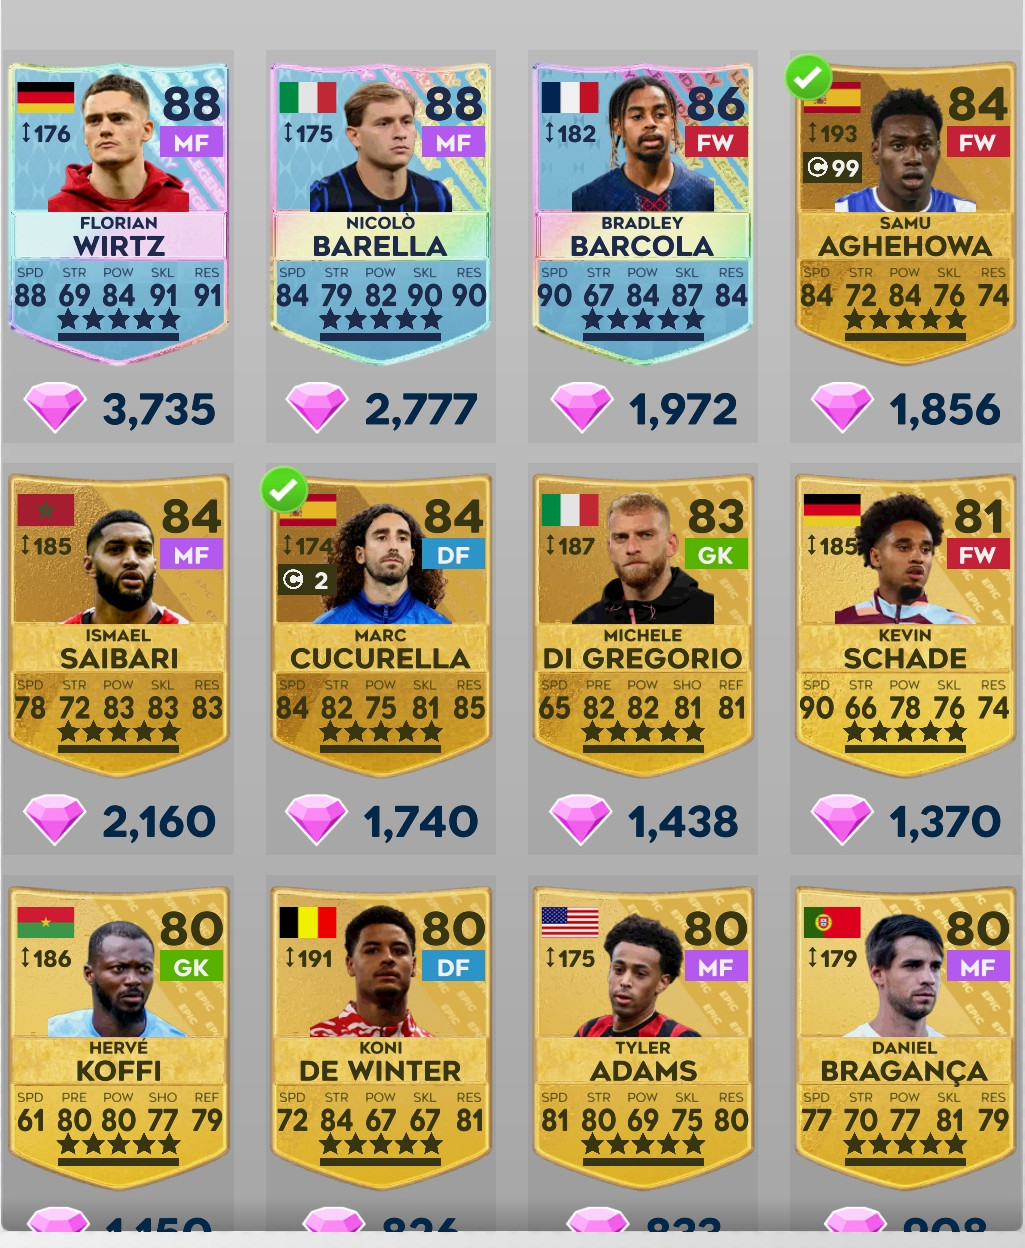 88
176
MF
FLORIAN
WIRTZ
SPD STR POW SKL RES
88 69 84 91 91
3,735
88
175
MF
NICOLÒ
BARELLA
SPD STR POW SKL RES
84 79 82 90 90
2,777
86
182
FW
BRADLEY
BARCOLA
SPD STR POW SKL RES
90 67 84 87 84
1,972
84
193
FW
C 99
SAMU
AGHEHOWA
SPD STR POW SKL RES
84 72 84 76 74
1,856
84
185
MF
ISMAEL
SAIBARI
SPD STR POW SKL RES
78 72 83 83 83
2,160
84
174
DF
C 2
MARC
CUCURELLA
SPD STR POW SKL RES
84 82 75 81 85
1,740
83
187
GK
MICHELE
DI GREGORIO
SPD PRE POW SHO REF
65 82 82 81 81
1,438
81
185
FW
KEVIN
SCHADE
SPD STR POW SKL RES
90 66 78 76 74
1,370
80
186
GK
HERVÉ
KOFFI
SPD PRE POW SHO REF
61 80 80 77 79
80
191
DF
KONI
DE WINTER
SPD STR POW SKL RES
72 84 67 67 81
80
175
MF
TYLER
ADAMS
SPD STR POW SKL RES
81 80 69 75 80
80
179
MF
DANIEL
BRAGANÇA
SPD STR POW SKL RES
77 70 77 81 79